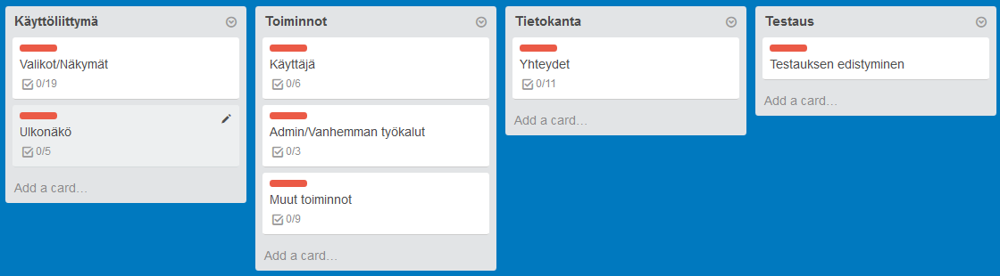 Käyttöliittymä
Valikot/Näkymät
0/19
Ulkonäkö
0/5
Add a card...
Toiminnot
Käyttäjä
0/6
Admin/Vanhemman työkalut
0/3
Muut toiminnot
0/9
Add a card...
Tietokanta
Yhteydet
0/11
Add a card...
Testaus
Testauksen edistyminen
Add a card...